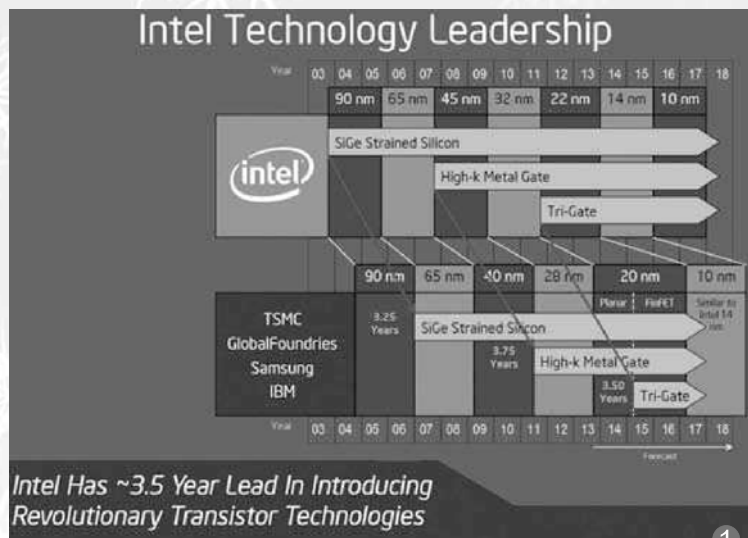 Intel Technology Leadership
Year 03 04 05 06 07 08 09 10 11 12 13 14 15 16 17 18
90 nm 65 nm 45 nm 32 nm 22 nm 14 nm 10 nm
intel
SiGe Strained Silicon
High-k Metal Gate
Tri-Gate
90 nm 65 nm 40 nm 28 nm 20 nm 10 nm
Planar FinFET
Similar to
Intel 14
nm
TSMC
GlobalFoundries
Samsung
IBM
3.25
Years
SiGe Strained Silicon
3.75
Years
High-k Metal Gate
3.50
Years
Tri-Gate
Year 03 04 05 06 07 08 09 10 11 12 13 14 15 16 17 18
Forecast
Intel Has ~3.5 Year Lead In Introducing
Revolutionary Transistor Technologies
1